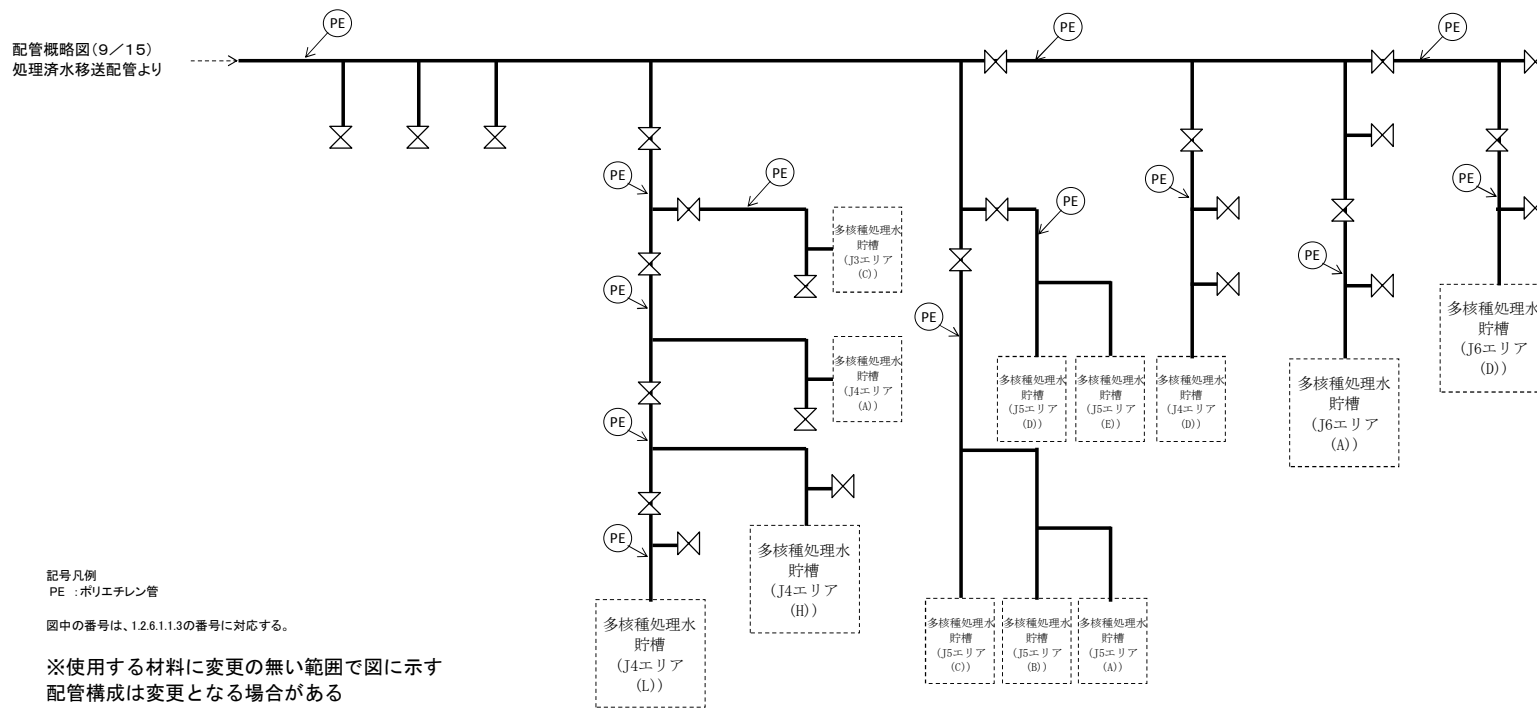 PE
PE
PE
配管概略図(9／15)
処理済水移送配管より
PE
PE
PE
PE
PE
PE
多核種処理水
貯槽
(J3エリア
(C))
PE
PE
PE
多核種処理水
貯槽
(J6エリア
(D))
多核種処理水
貯槽
(J4エリア
(A))
多核種処理水
貯槽
(J5エリア
(D))
多核種処理水
貯槽
(J5エリア
(E))
多核種処理水
貯槽
(J4エリア
(D))
多核種処理水
貯槽
(J6エリア
(A))
PE
PE
多核種処理水
貯槽
(J4エリア
(H))
記号凡例
PE ：ポリエチレン管
図中の番号は、1.2.6.1.1.3の番号に対応する。
多核種処理水
貯槽
(J4エリア
(L))
多核種処理水
貯槽
(J5エリア
(C))
多核種処理水
貯槽
(J5エリア
(B))
多核種処理水
貯槽
(J5エリア
(A))
※使用する材料に変更の無い範囲で図に示す
配管構成は変更となる場合がある